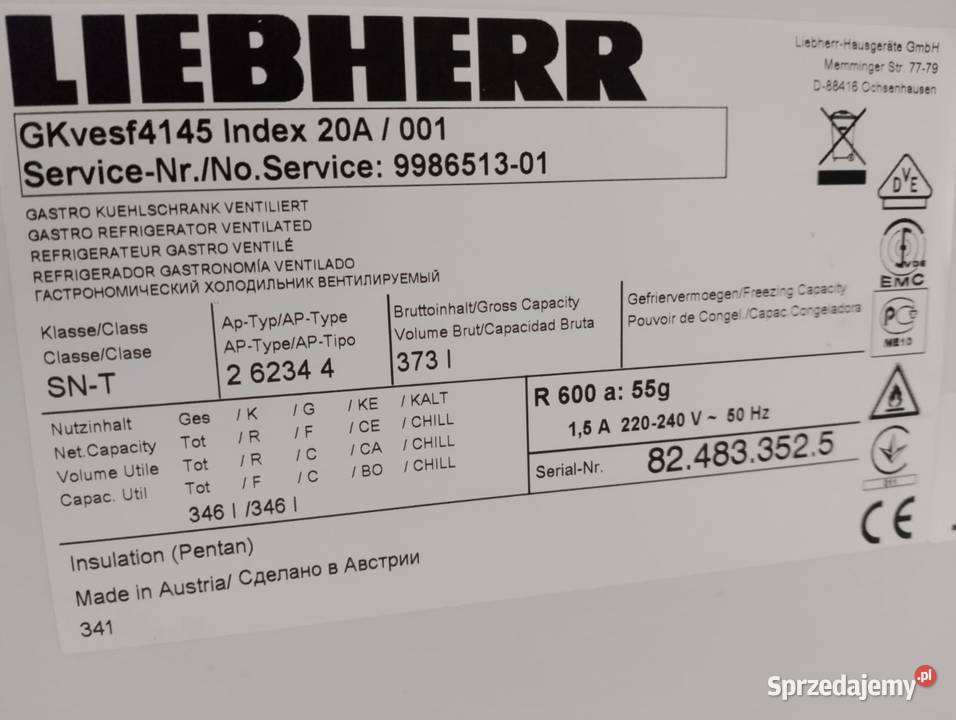 LIEBHERR
Liebherr-Hausgeräte GmbH
Memminger Str. 77-79
D-88416 Ochsenhausen
GKvesf4145 Index 20A / 001
Service-Nr./No.Service: 9986513-01
GASTRO KUEHLSCHRANK VENTILIERT
GASTRO REFRIGERATOR VENTILATED
REFRIGERATEUR GASTRO VENTILÉ
REFRIGERADOR GASTRONOMÍA VENTILADO
ГАСТРОНОМИЧЕСКИЙ ХОЛОДИЛЬНИК ВЕНТИЛИРУЕМЫЙ
DVE
VDE
EMC
PC
ME10
Klasse/Class
Classe/Clase
SN-T
Ap-Typ/AP-Type
AP-Type/AP-Tipo
2 6234 4
Bruttoinhalt/Gross Capacity
Volume Brut/Capacidad Bruta
373 l
Gefriervermoegen/Freezing Capacity
Pouvoir de Congel./Capac.Congeladora
Nutzinhalt Ges / K / G / KE / KALT
Net.Capacity Tot / R / F / CE / CHILL
Volume Utile Tot / R / C / CA / CHILL
Capac. Util Tot / F / C / BO / CHILL
346 l /346 l
R 600 a: 55g
1,5 A 220-240 V ~ 50 Hz
Serial-Nr. 82.483.352.5
011
CE
Insulation (Pentan)
Made in Austria/ Сделано в Австрии
341
Sprzedajemy.pl